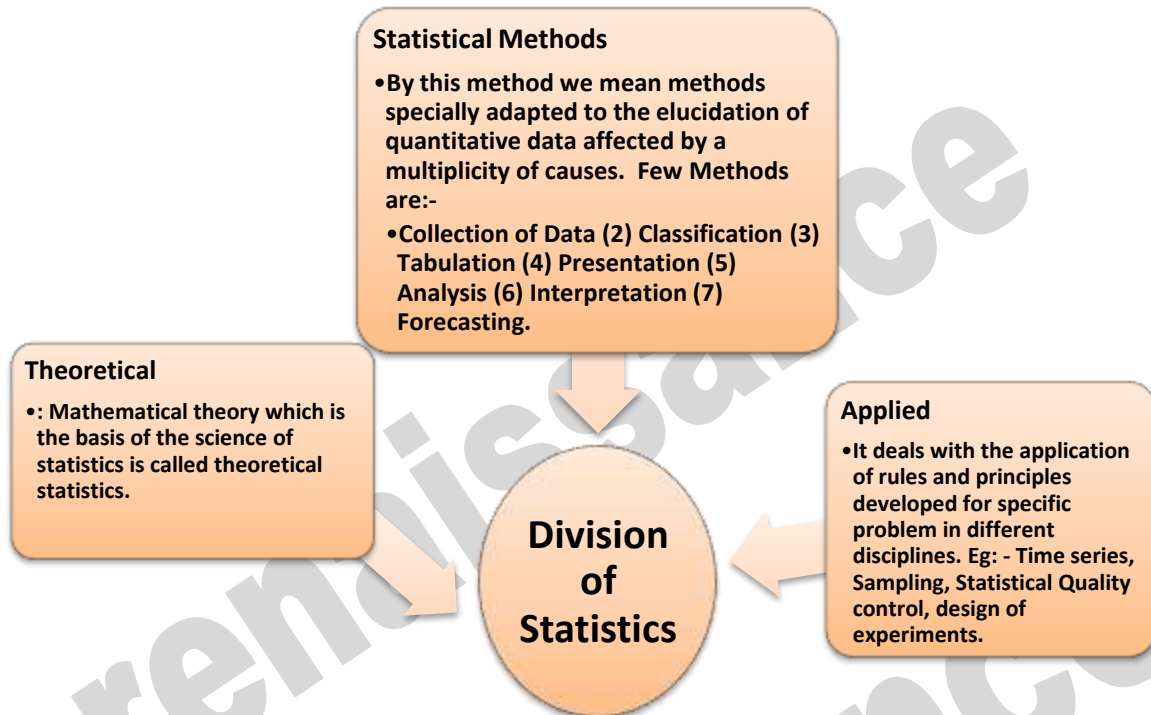 Statistical Methods
•By this method we mean methods
specially adapted to the elucidation of
quantitative data affected by a
multiplicity of causes. Few Methods
are:-
•Collection of Data (2) Classification (3)
Tabulation (4) Presentation (5)
Analysis (6) Interpretation (7)
Forecasting.
Theoretical
•: Mathematical theory which is
the basis of the science of
statistics is called theoretical
statistics.
Applied
•It deals with the application
of rules and principles
developed for specific
problem in different
disciplines. Eg: - Time series,
Sampling, Statistical Quality
control, design of
experiments.
Division
of
Statistics
renaissance